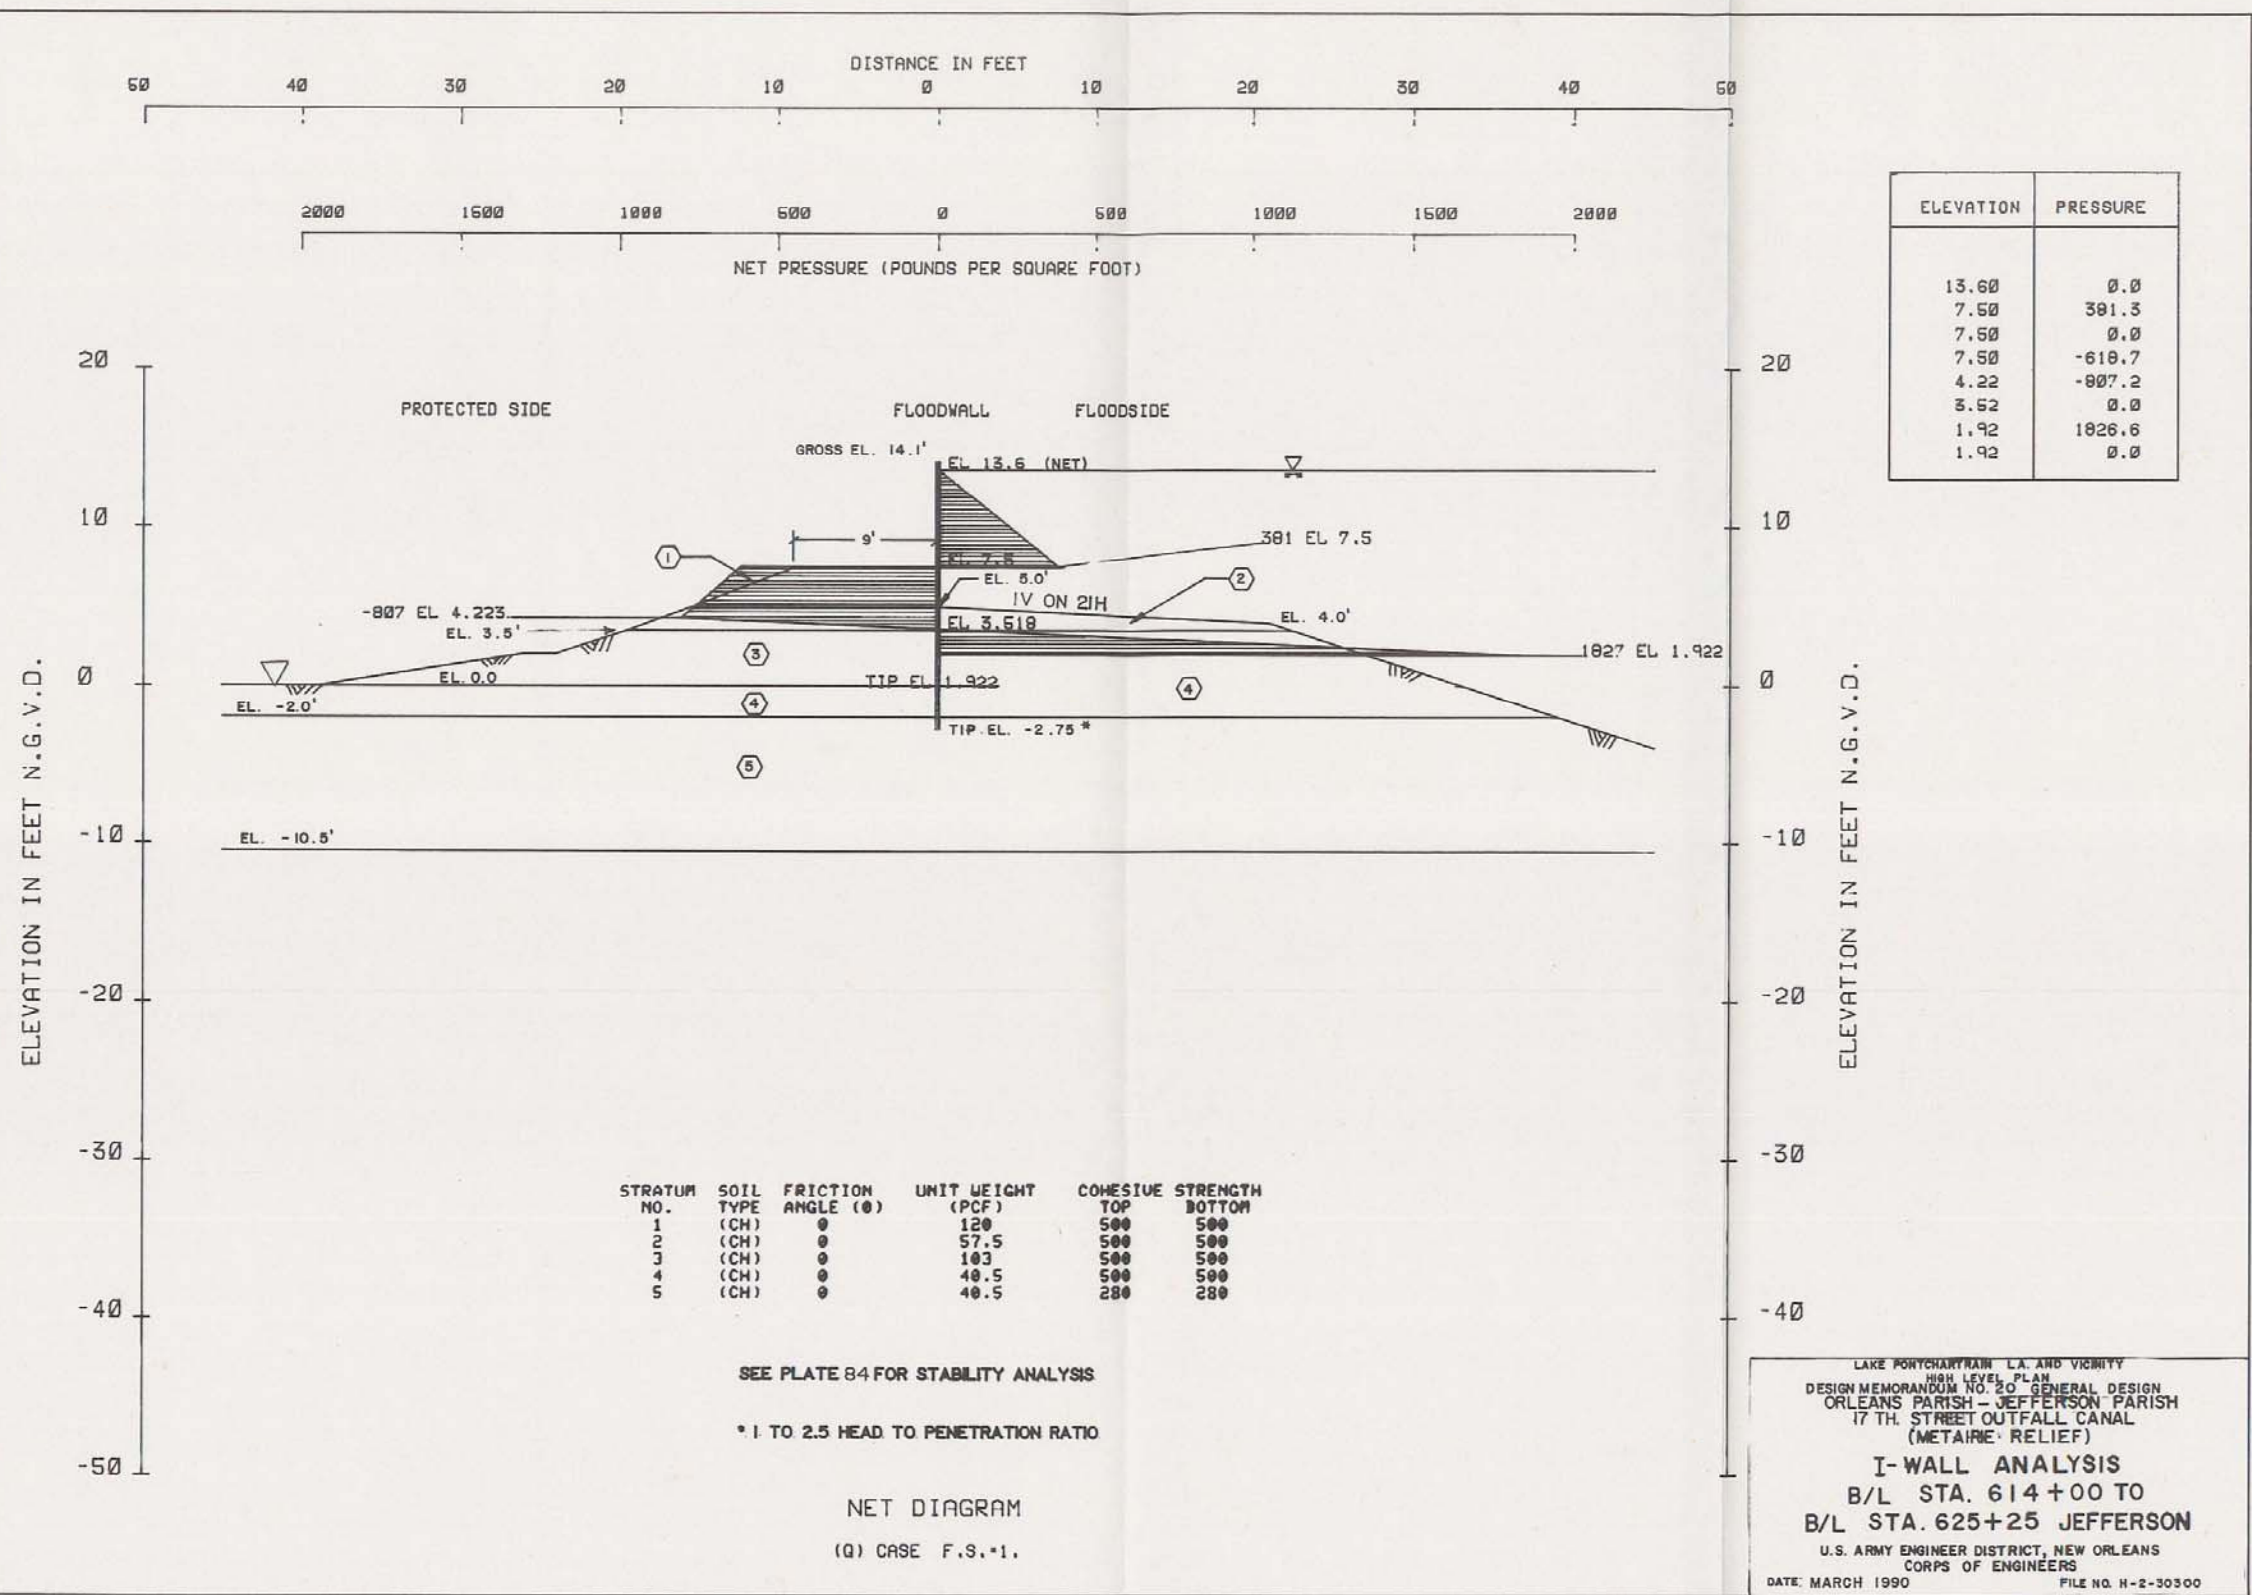 DISTANCE IN FEET
50 40 30 20 10 0 10 20 30 40 50
2000 1500 1000 500 0 500 1000 1500 2000
NET PRESSURE (POUNDS PER SQUARE FOOT)
ELEVATION PRESSURE
13.60 0.0
7.50 381.3
7.50 0.0
7.50 -618.7
4.22 -807.2
3.52 0.0
1.92 1826.6
1.92 0.0
ELEVATION IN FEET N.G.V.D.
20
10
0
-10
-20
-30
-40
-50
PROTECTED SIDE FLOODWALL FLOODSIDE
GROSS EL. 14.1'
EL 13.6 (NET)
9'
381 EL 7.5
1
EL 7.5
EL. 5.0'
2
1V ON 21H
-807 EL 4.223
EL 3.518
EL. 4.0'
EL. 3.5'
3
1827 EL 1.922
EL. 0.0
TIP EL 1.922
4
4
EL. -2.0'
TIP. EL. -2.75 *
5
EL. -10.5'
20
10
0
-10
-20
-30
-40
ELEVATION IN FEET N.G.V.D.
STRATUM SOIL FRICTION UNIT WEIGHT COHESIVE STRENGTH
NO. TYPE ANGLE (0) (PCF) TOP BOTTOM
1 (CH) 0 120 500 500
2 (CH) 0 57.5 500 500
3 (CH) 0 103 500 500
4 (CH) 0 40.5 500 500
5 (CH) 0 40.5 280 280
SEE PLATE 84 FOR STABILITY ANALYSIS
* 1 TO 2.5 HEAD TO PENETRATION RATIO
NET DIAGRAM
(Q) CASE F.S.=1.
LAKE PONTCHARTRAIN LA. AND VICINITY
HIGH LEVEL PLAN
DESIGN MEMORANDUM NO. 20 GENERAL DESIGN
ORLEANS PARISH - JEFFERSON PARISH
17 TH. STREET OUTFALL CANAL
(METAIRIE RELIEF)
I-WALL ANALYSIS
B/L STA. 614+00 TO
B/L STA. 625+25 JEFFERSON
U.S. ARMY ENGINEER DISTRICT, NEW ORLEANS
CORPS OF ENGINEERS
DATE: MARCH 1990 FILE NO. H-2-30300